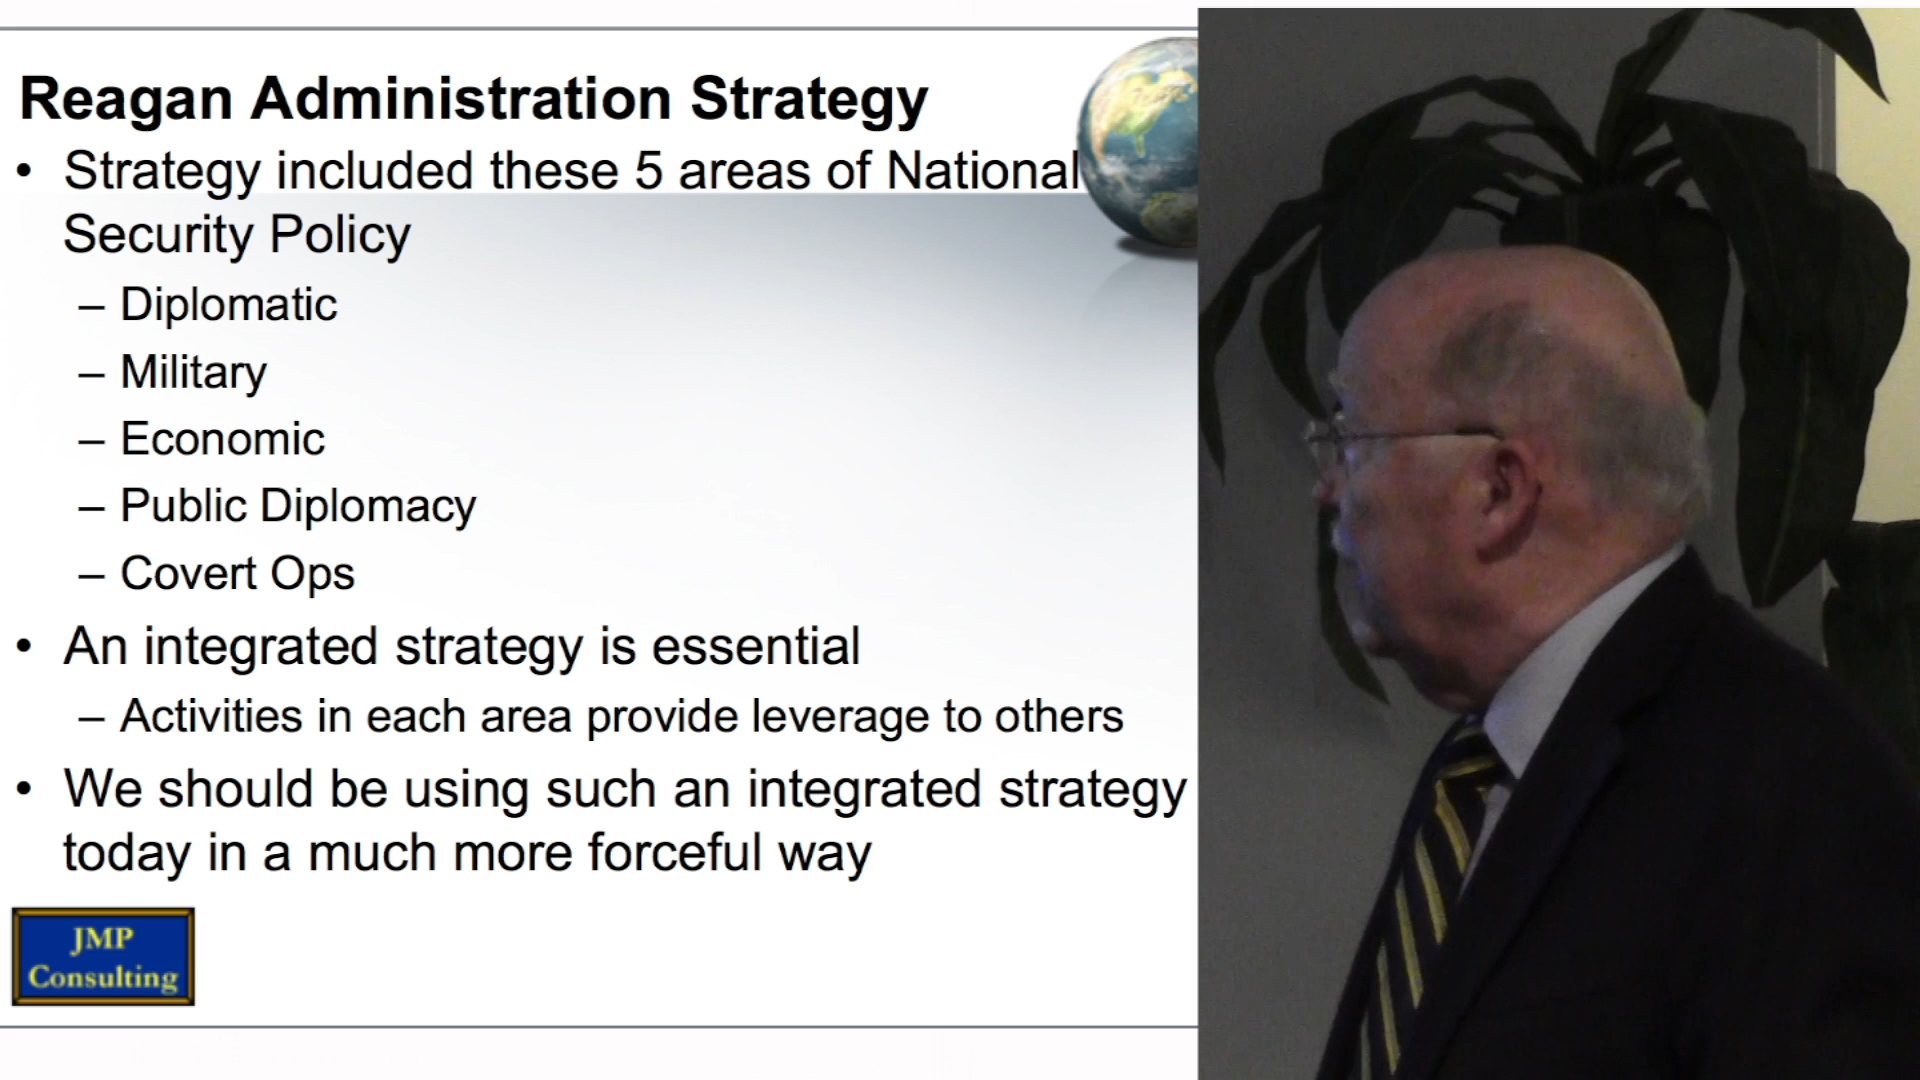 Reagan Administration Strategy
• Strategy included these 5 areas of National
Security Policy
– Diplomatic
– Military
– Economic
– Public Diplomacy
– Covert Ops
• An integrated strategy is essential
– Activities in each area provide leverage to others
• We should be using such an integrated strategy
today in a much more forceful way
JMP
Consulting